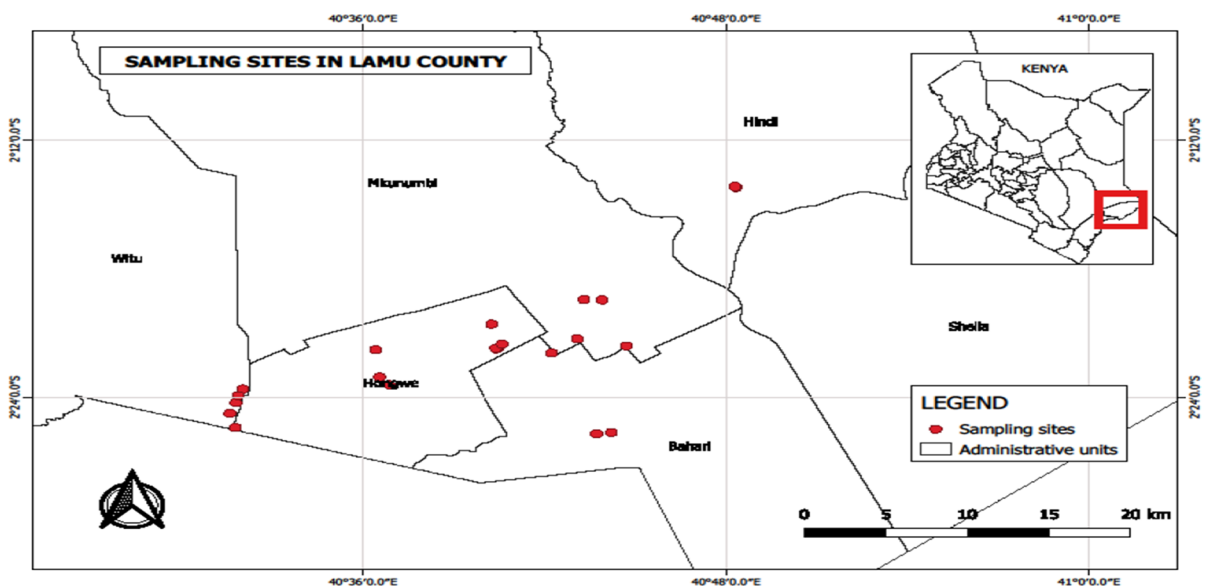 40°36'0.0"E 40°48'0.0"E 41°0'0.0"E
SAMPLING SITES IN LAMU COUNTY
KENYA
Hindi
2°12'0.0"S 2°12'0.0"S
Mkunumbi
Witu
Shella
Hongwe
2°24'0.0"S 2°24'0.0"S
LEGEND
Sampling sites
Administrative units
Bahari
0 5 10 15 20 km
40°36'0.0"E 40°48'0.0"E 41°0'0.0"E